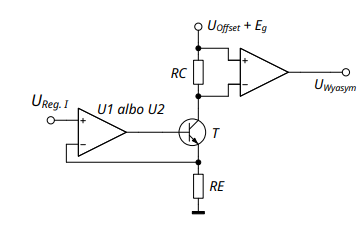 U_Offset + E_g
RC
+
−
U_Wyasym
U_Reg. I
U1 albo U2
+
−
T
RE